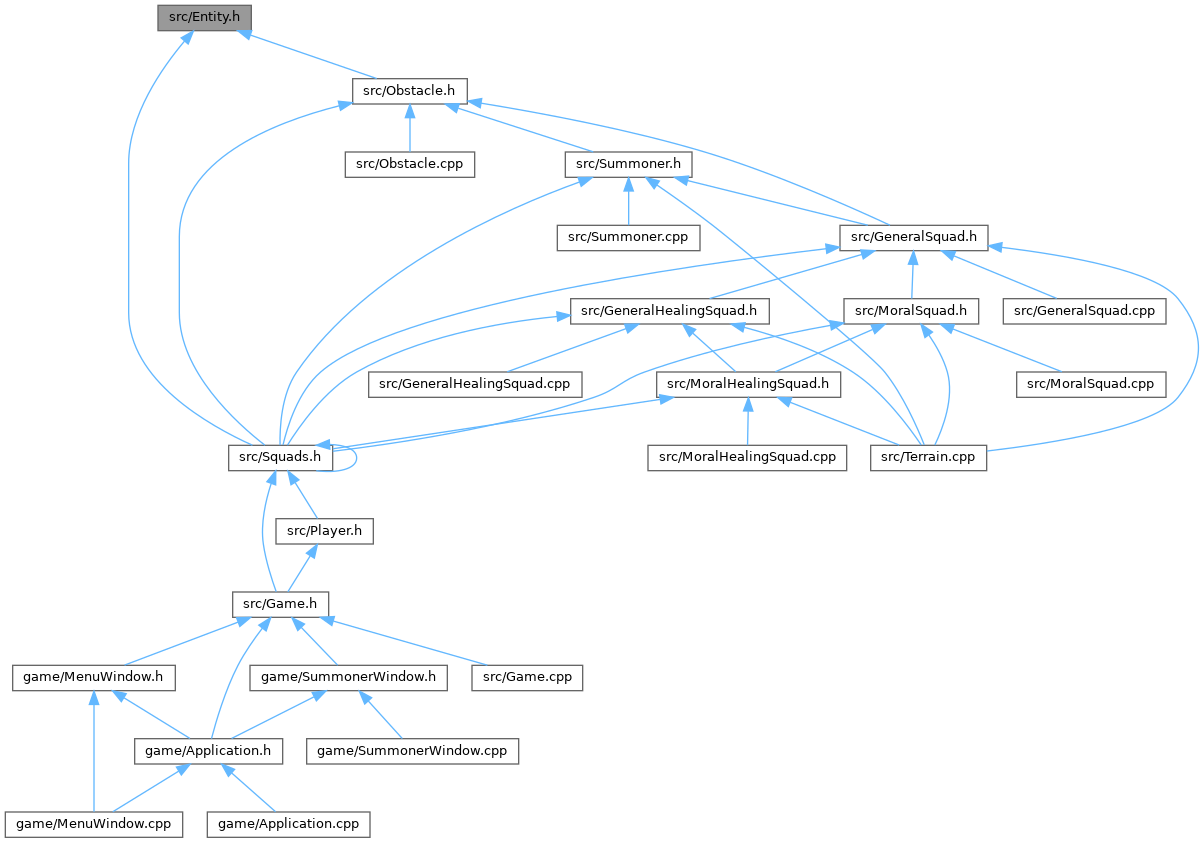 src/Entity.h
src/Obstacle.h
src/Obstacle.cpp
src/Summoner.h
src/Summoner.cpp
src/GeneralSquad.h
src/GeneralHealingSquad.h
src/MoralSquad.h
src/GeneralSquad.cpp
src/GeneralHealingSquad.cpp
src/MoralHealingSquad.h
src/MoralSquad.cpp
src/Squads.h
src/MoralHealingSquad.cpp
src/Terrain.cpp
src/Player.h
src/Game.h
game/MenuWindow.h
game/SummonerWindow.h
src/Game.cpp
game/Application.h
game/SummonerWindow.cpp
game/MenuWindow.cpp
game/Application.cpp